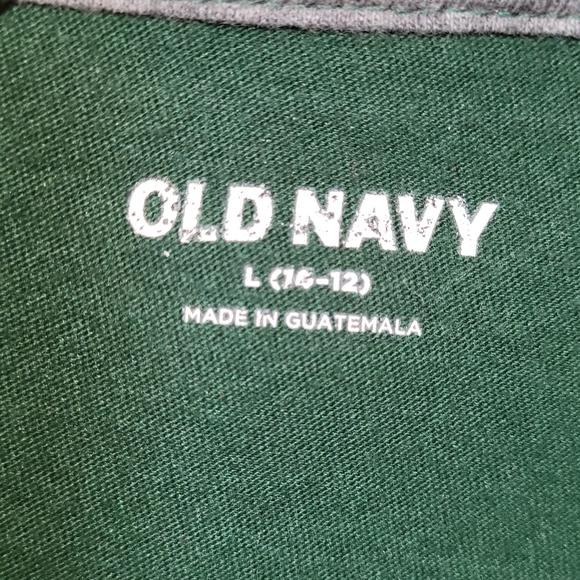 OLD NAVY
L (10-12)
MADE IN GUATEMALA